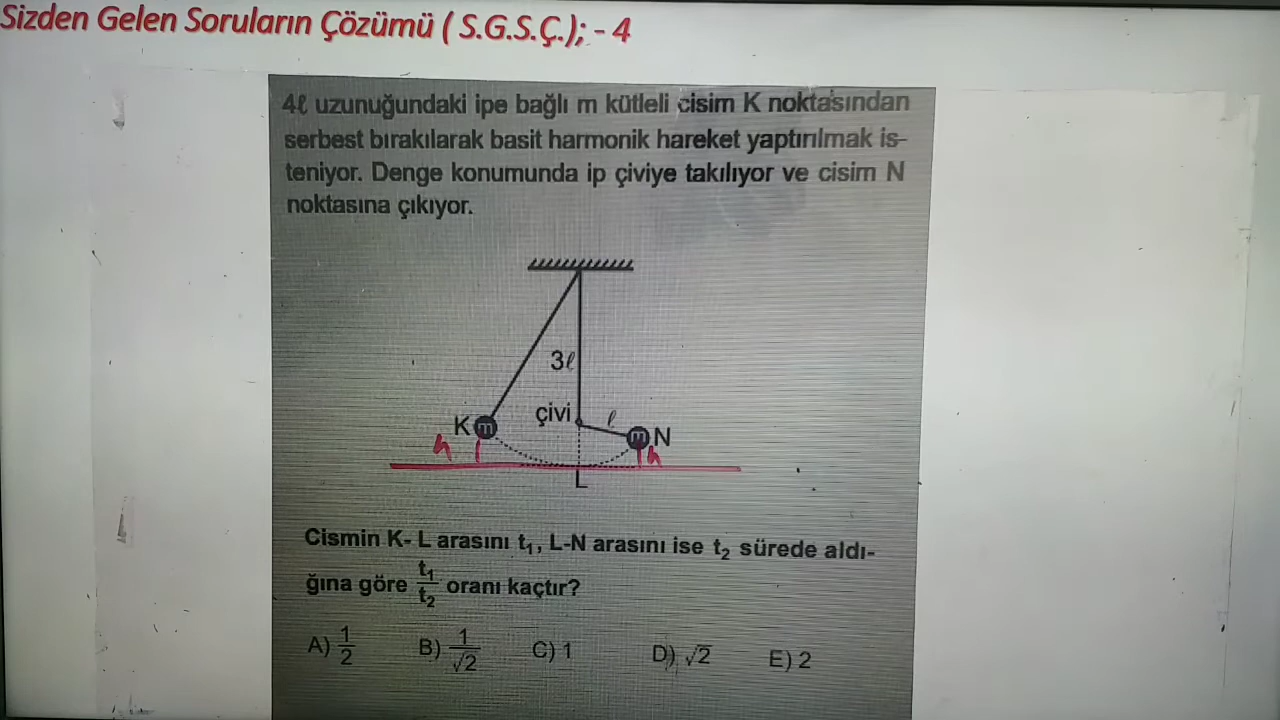 Sizden Gelen Soruların Çözümü ( S.G.S.Ç.); - 4
4ℓ uzunuğundaki ipe bağlı m kütleli cisim K noktasından
serbest bırakılarak basit harmonik hareket yaptırılmak is-
teniyor. Denge konumunda ip çiviye takılıyor ve cisim N
noktasına çıkıyor.
3ℓ
çivi ℓ
K m m N
h h
L
Cismin K- L arasını t₁, L-N arasını ise t₂ sürede aldı-
ğına göre t₁/t₂ oranı kaçtır?
A) 1/2 B) 1/√2 C) 1 D) √2 E) 2